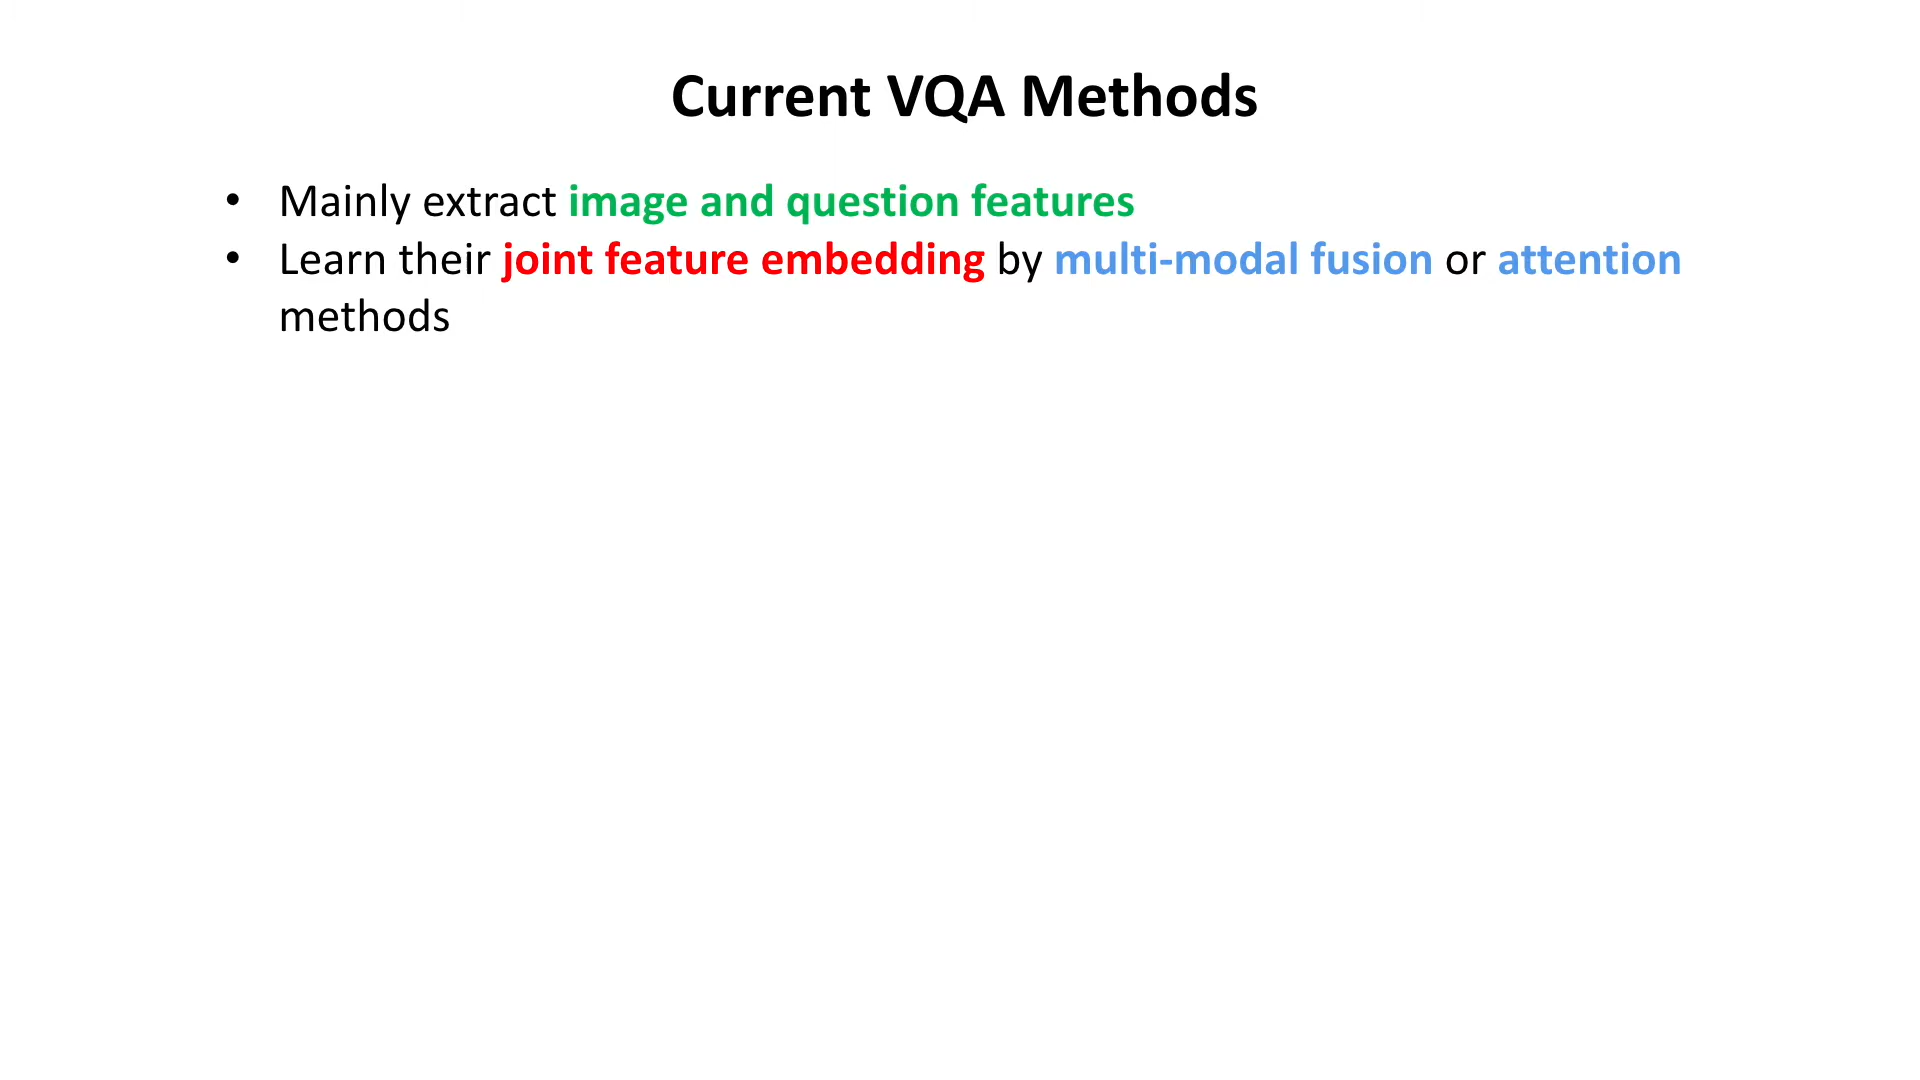 Current VQA Methods
• Mainly extract image and question features
• Learn their joint feature embedding by multi-modal fusion or attention
methods